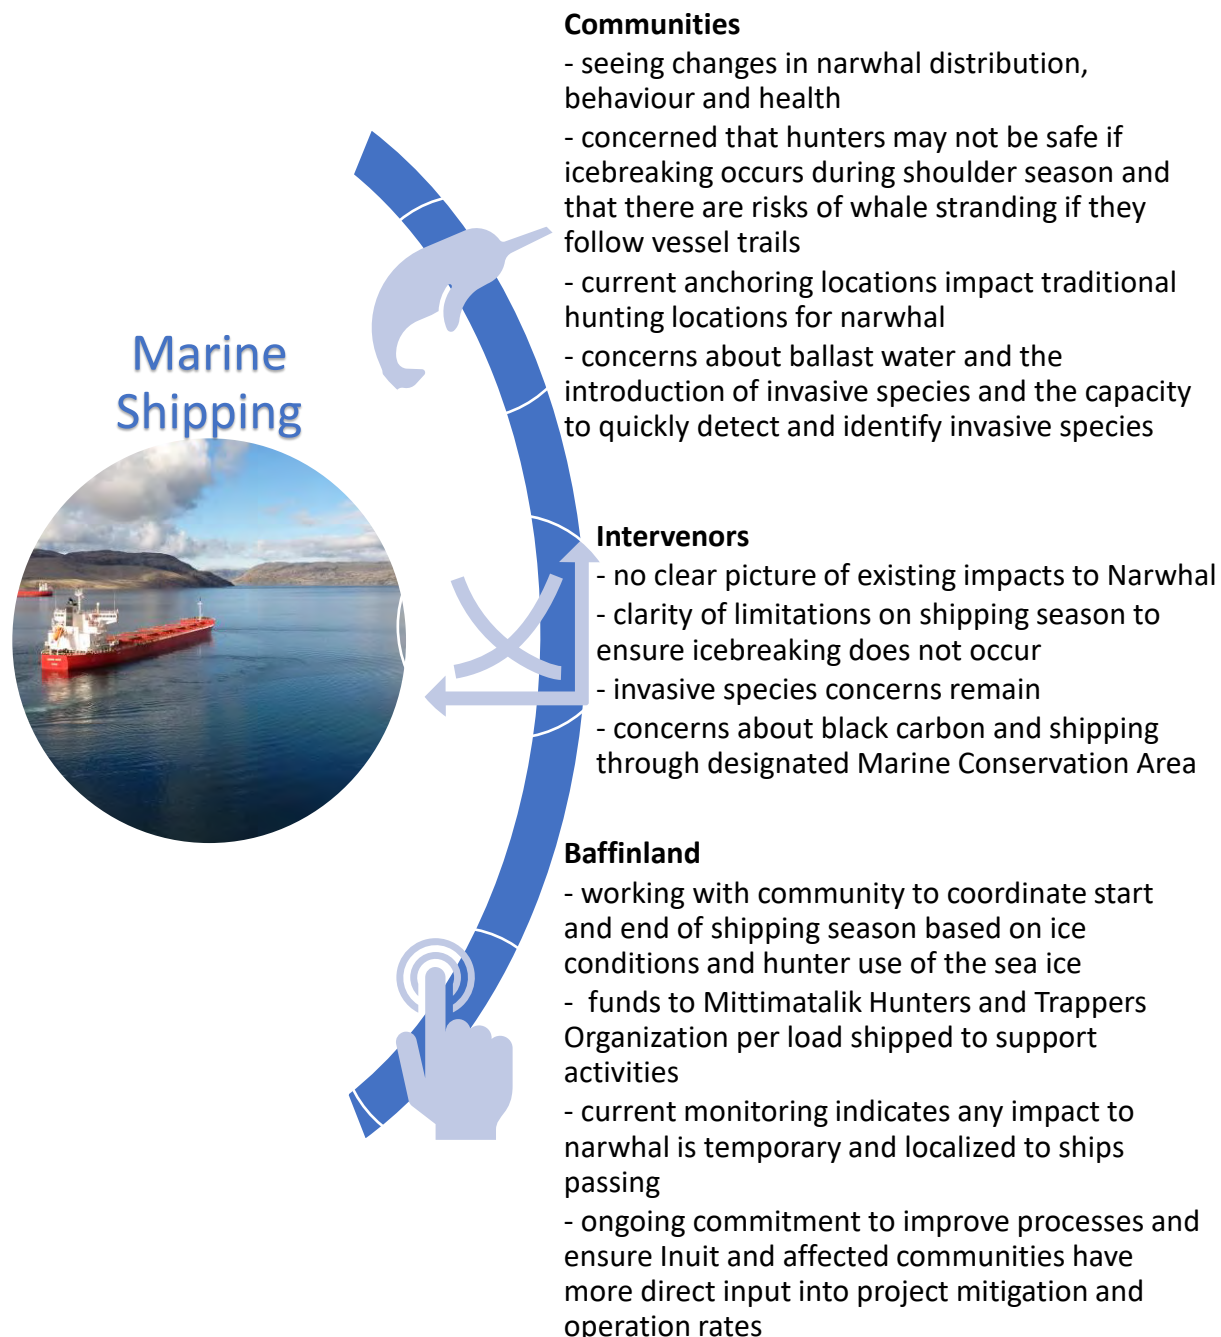 Marine
Shipping
Communities
- seeing changes in narwhal distribution,
behaviour and health
- concerned that hunters may not be safe if
icebreaking occurs during shoulder season and
that there are risks of whale stranding if they
follow vessel trails
- current anchoring locations impact traditional
hunting locations for narwhal
- concerns about ballast water and the
introduction of invasive species and the capacity
to quickly detect and identify invasive species
Intervenors
- no clear picture of existing impacts to Narwhal
- clarity of limitations on shipping season to
ensure icebreaking does not occur
- invasive species concerns remain
- concerns about black carbon and shipping
through designated Marine Conservation Area
Baffinland
- working with community to coordinate start
and end of shipping season based on ice
conditions and hunter use of the sea ice
- funds to Mittimatalik Hunters and Trappers
Organization per load shipped to support
activities
- current monitoring indicates any impact to
narwhal is temporary and localized to ships
passing
- ongoing commitment to improve processes and
ensure Inuit and affected communities have
more direct input into project mitigation and
operation rates